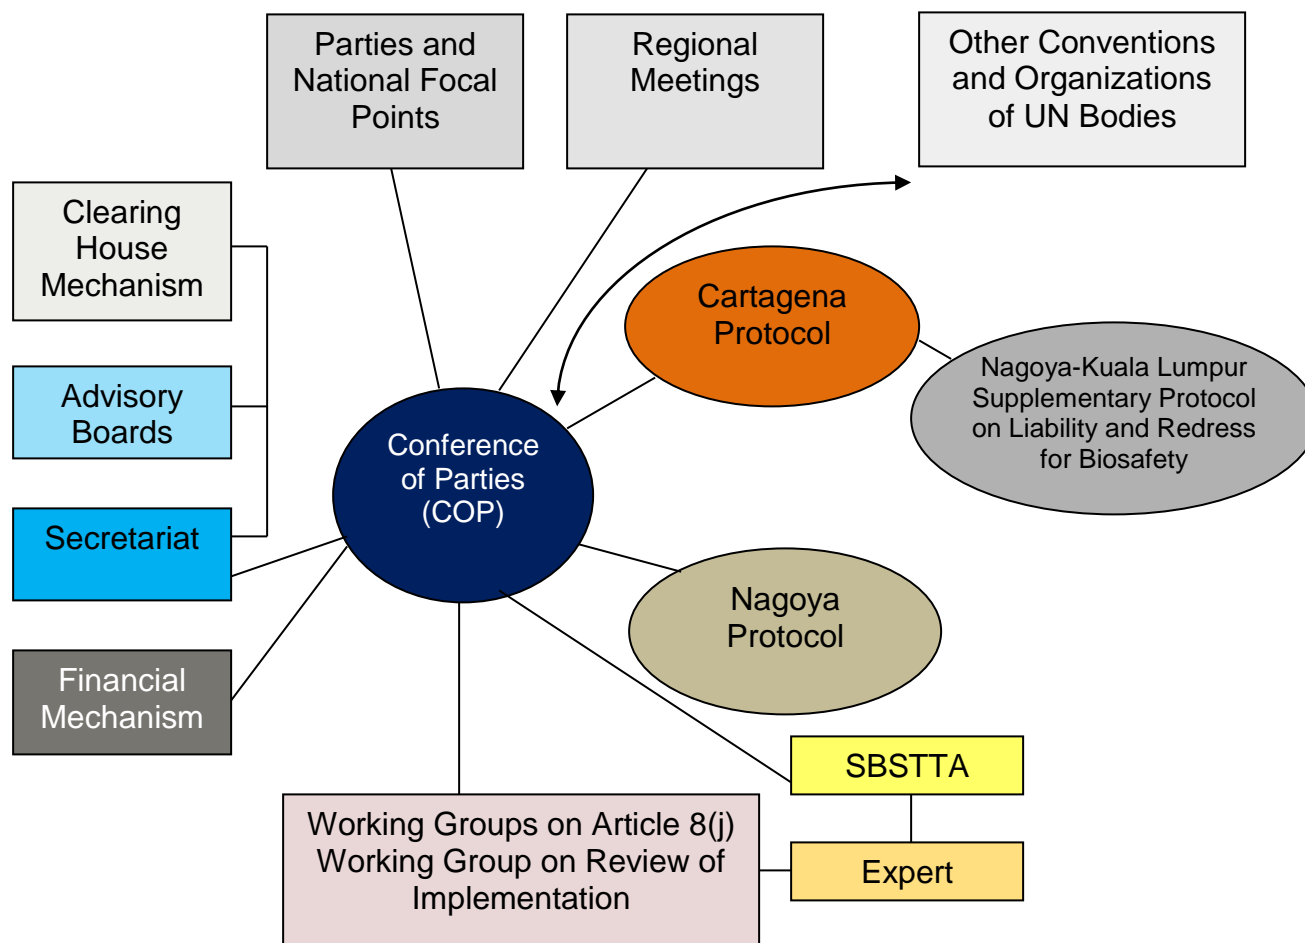 Parties and
National Focal
Points
Regional
Meetings
Other Conventions
and Organizations
of UN Bodies
Clearing
House
Mechanism
Cartagena
Protocol
Nagoya-Kuala Lumpur
Supplementary Protocol
on Liability and Redress
for Biosafety
Advisory
Boards
Conference
of Parties
(COP)
Secretariat
Nagoya
Protocol
Financial
Mechanism
SBSTTA
Working Groups on Article 8(j)
Working Group on Review of
Implementation
Expert